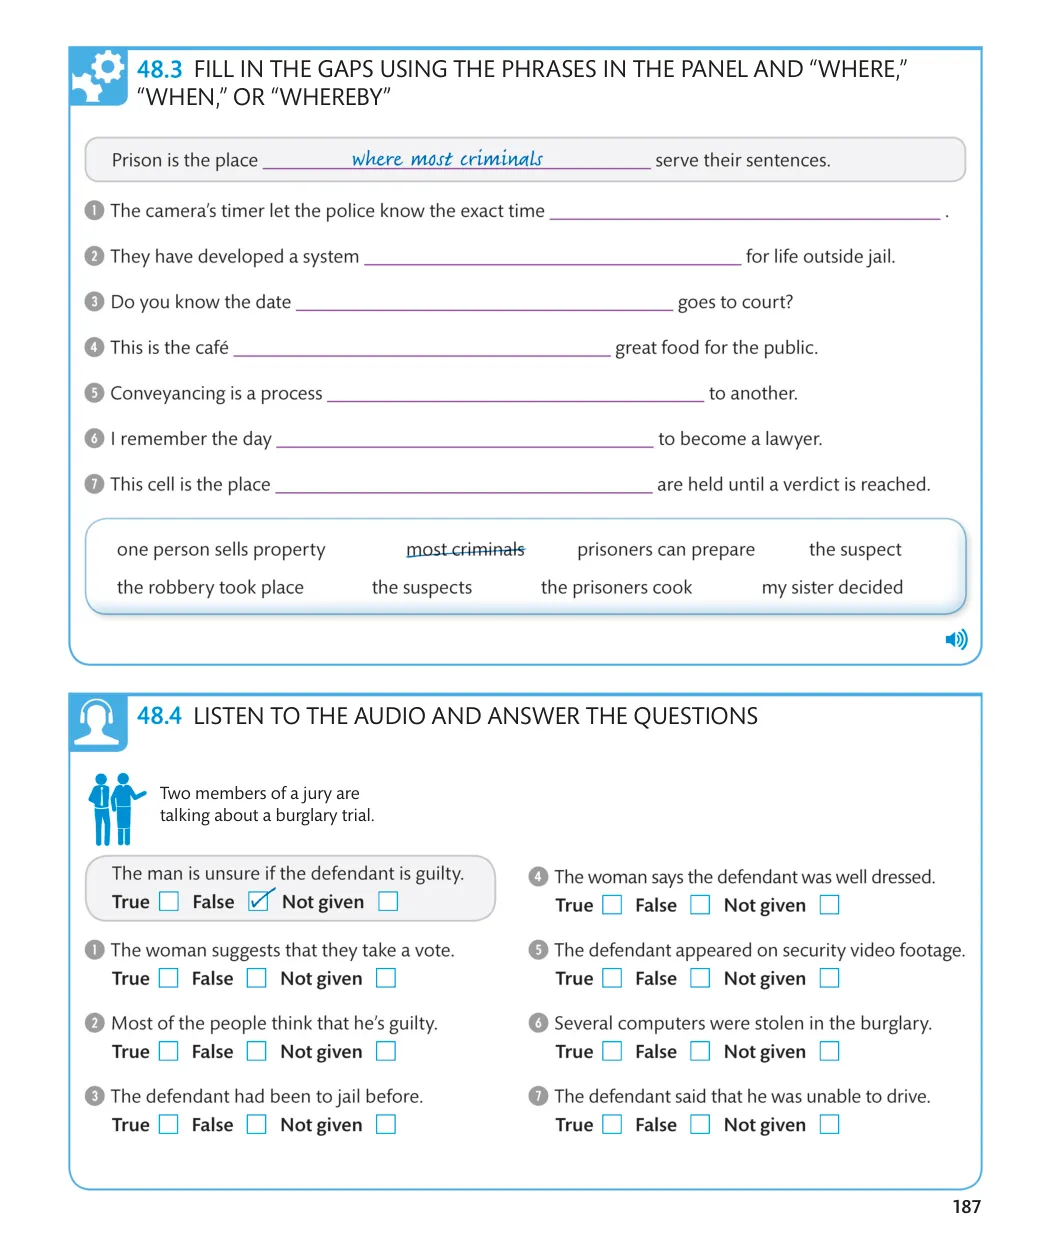 48.3 FILL IN THE GAPS USING THE PHRASES IN THE PANEL AND “WHERE,”
“WHEN,” OR “WHEREBY”
Prison is the place where most criminals serve their sentences.
1 The camera’s timer let the police know the exact time ______ .
2 They have developed a system ______ for life outside jail.
3 Do you know the date ______ goes to court?
4 This is the café ______ great food for the public.
5 Conveyancing is a process ______ to another.
6 I remember the day ______ to become a lawyer.
7 This cell is the place ______ are held until a verdict is reached.
one person sells property most criminals prisoners can prepare the suspect
the robbery took place the suspects the prisoners cook my sister decided
48.4 LISTEN TO THE AUDIO AND ANSWER THE QUESTIONS
Two members of a jury are
talking about a burglary trial.
The man is unsure if the defendant is guilty.
True False Not given
1 The woman suggests that they take a vote.
True False Not given
2 Most of the people think that he’s guilty.
True False Not given
3 The defendant had been to jail before.
True False Not given
4 The woman says the defendant was well dressed.
True False Not given
5 The defendant appeared on security video footage.
True False Not given
6 Several computers were stolen in the burglary.
True False Not given
7 The defendant said that he was unable to drive.
True False Not given
187